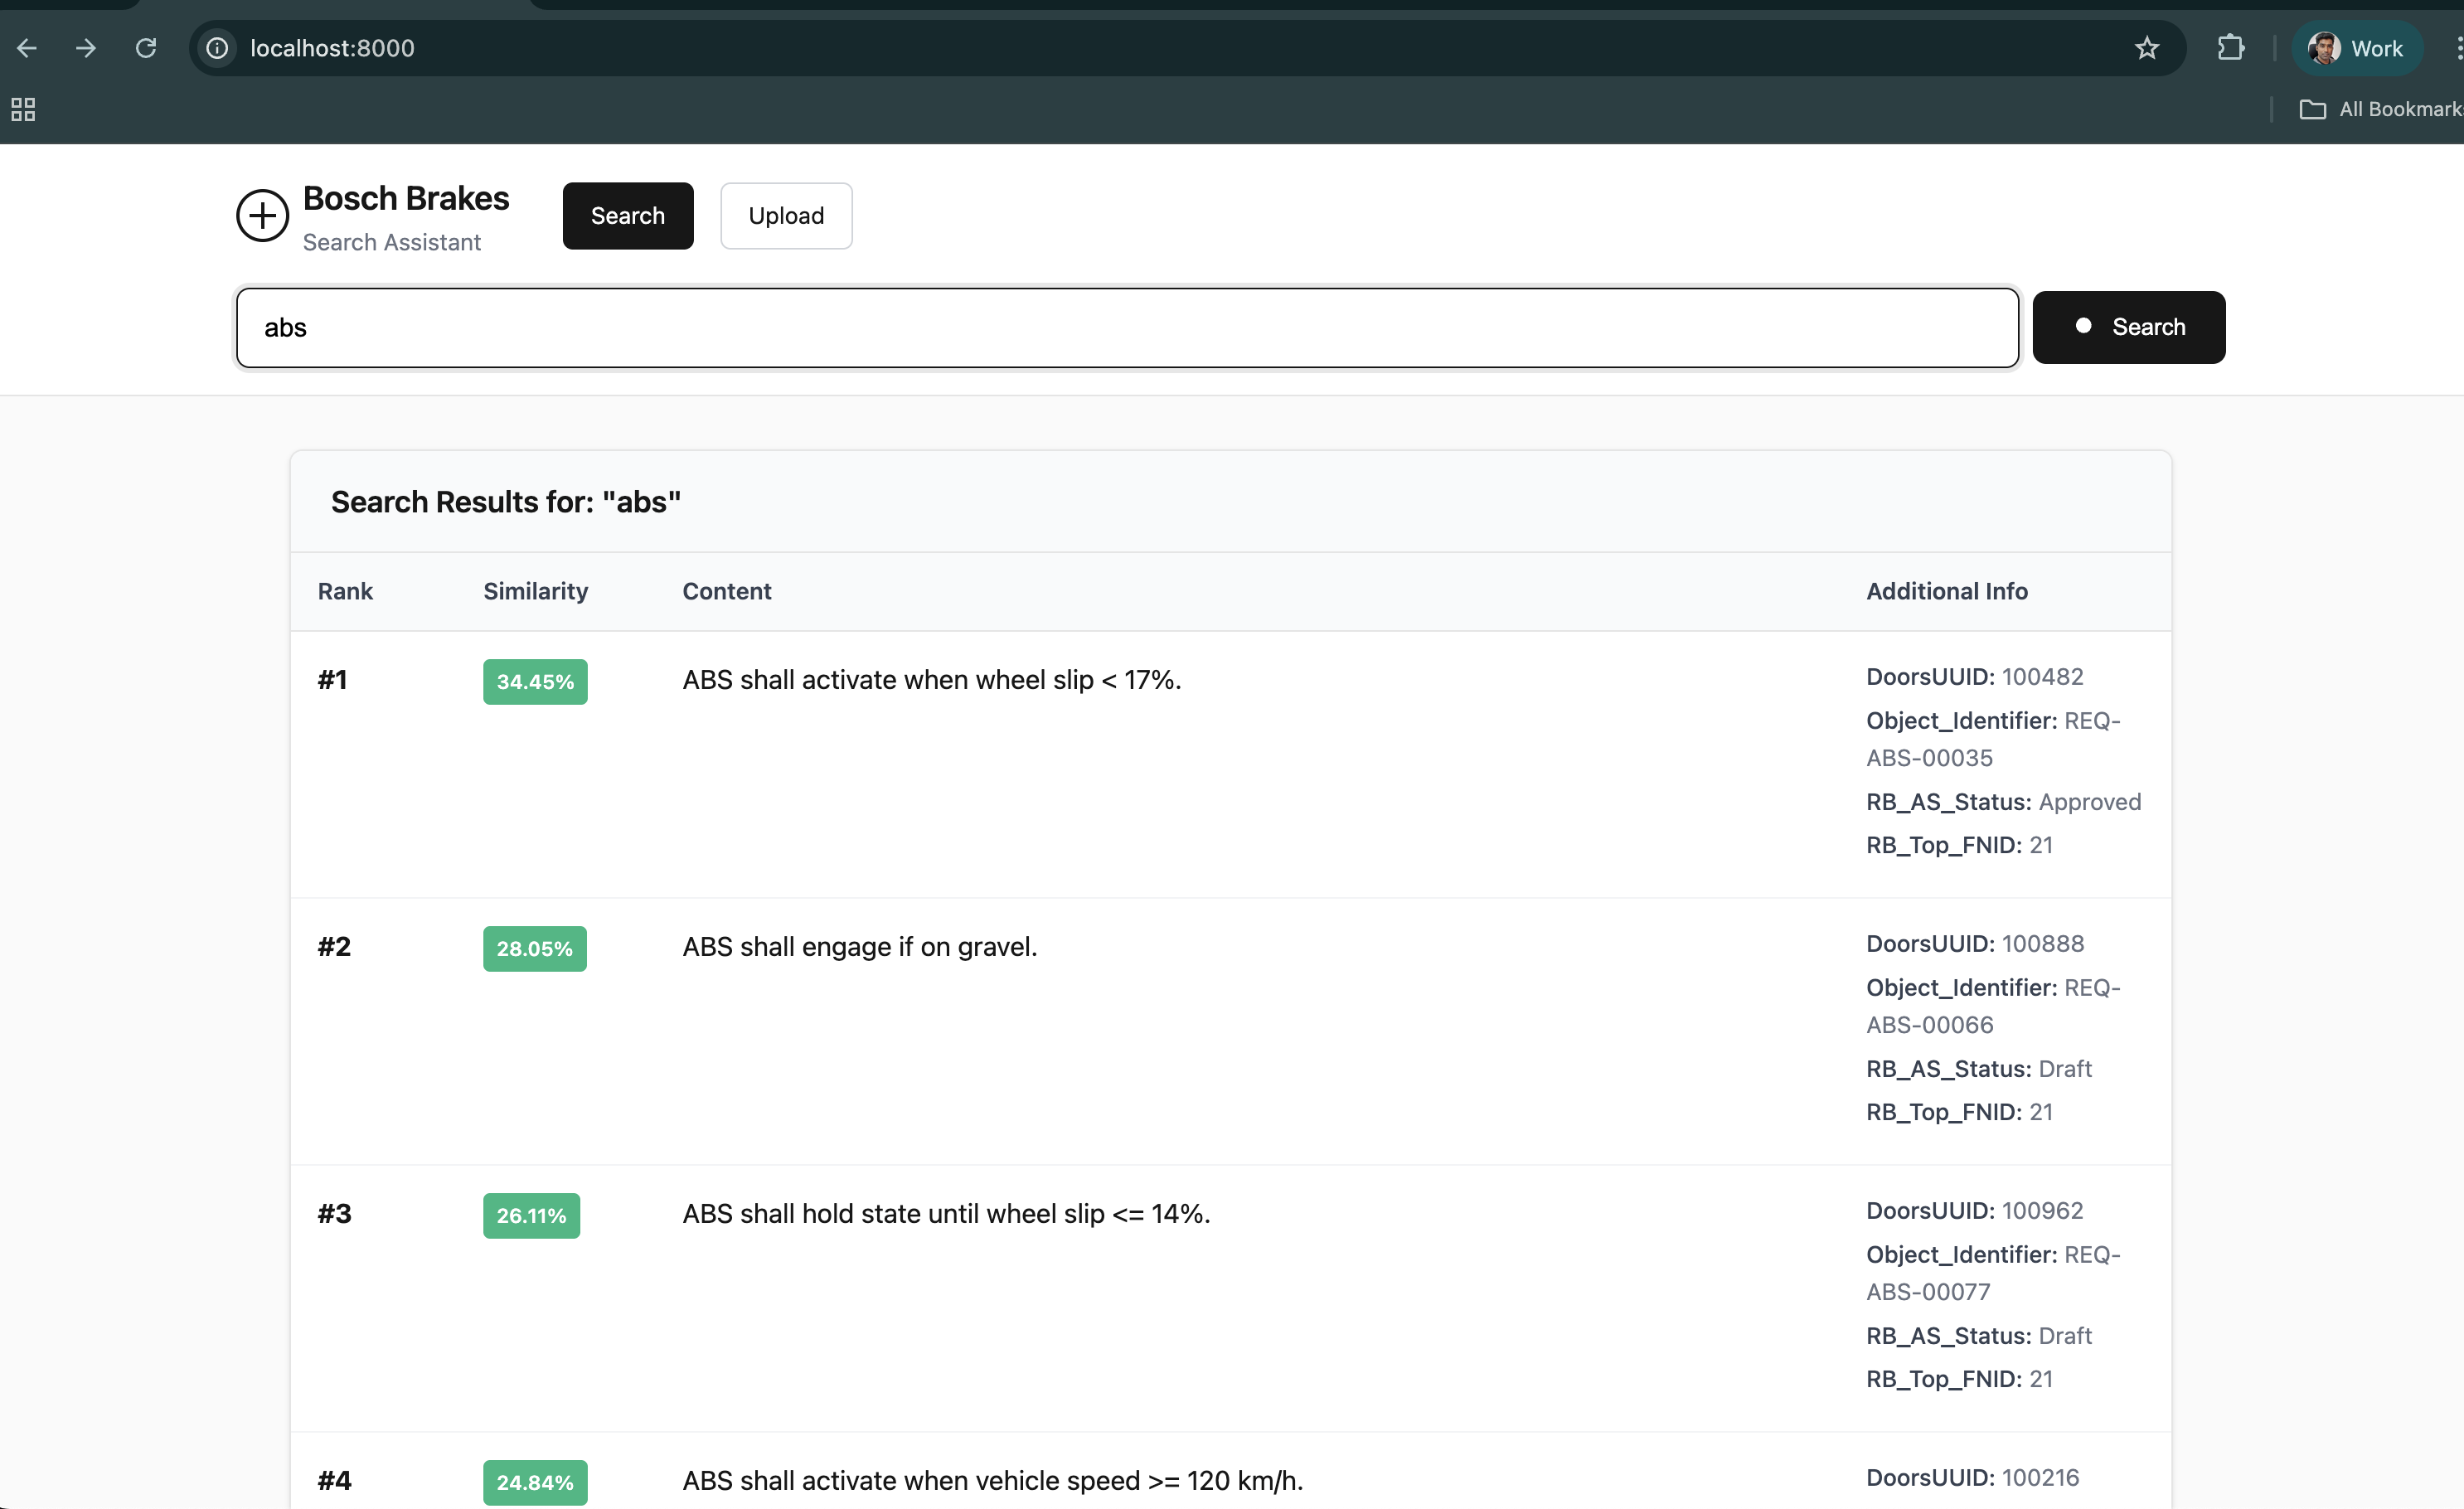 localhost:8000
Work
All Bookmark
Bosch Brakes
Search Assistant
Search
Upload
abs
Search
Search Results for: "abs"
Rank Similarity Content Additional Info
#1 34.45% ABS shall activate when wheel slip < 17%.
DoorsUUID: 100482
Object_Identifier: REQ-
ABS-00035
RB_AS_Status: Approved
RB_Top_FNID: 21
#2 28.05% ABS shall engage if on gravel.
DoorsUUID: 100888
Object_Identifier: REQ-
ABS-00066
RB_AS_Status: Draft
RB_Top_FNID: 21
#3 26.11% ABS shall hold state until wheel slip <= 14%.
DoorsUUID: 100962
Object_Identifier: REQ-
ABS-00077
RB_AS_Status: Draft
RB_Top_FNID: 21
#4 24.84% ABS shall activate when vehicle speed >= 120 km/h.
DoorsUUID: 100216